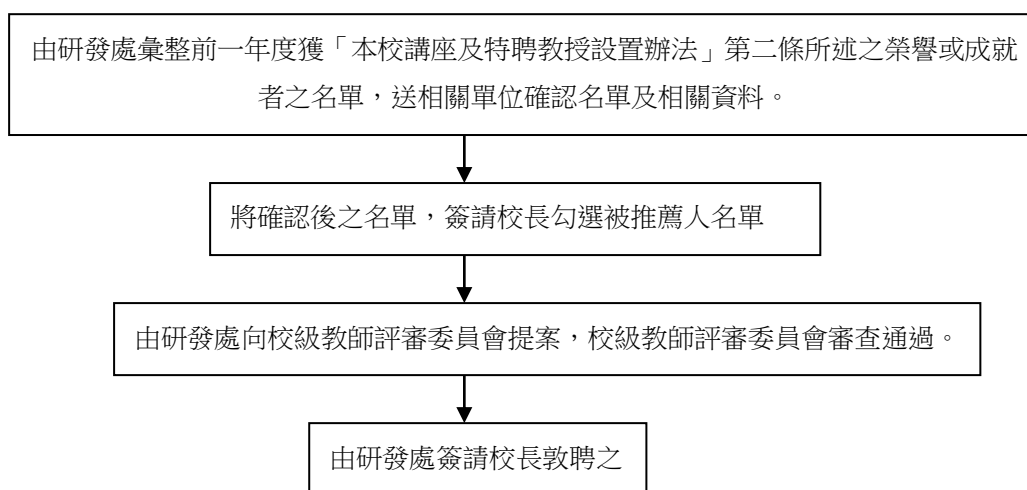 由研發處彙整前一年度獲「本校講座及特聘教授設置辦法」第二條所述之榮譽或成就
者之名單，送相關單位確認名單及相關資料。
將確認後之名單，簽請校長勾選被推薦人名單
由研發處向校級教師評審委員會提案，校級教師評審委員會審查通過。
由研發處簽請校長敦聘之